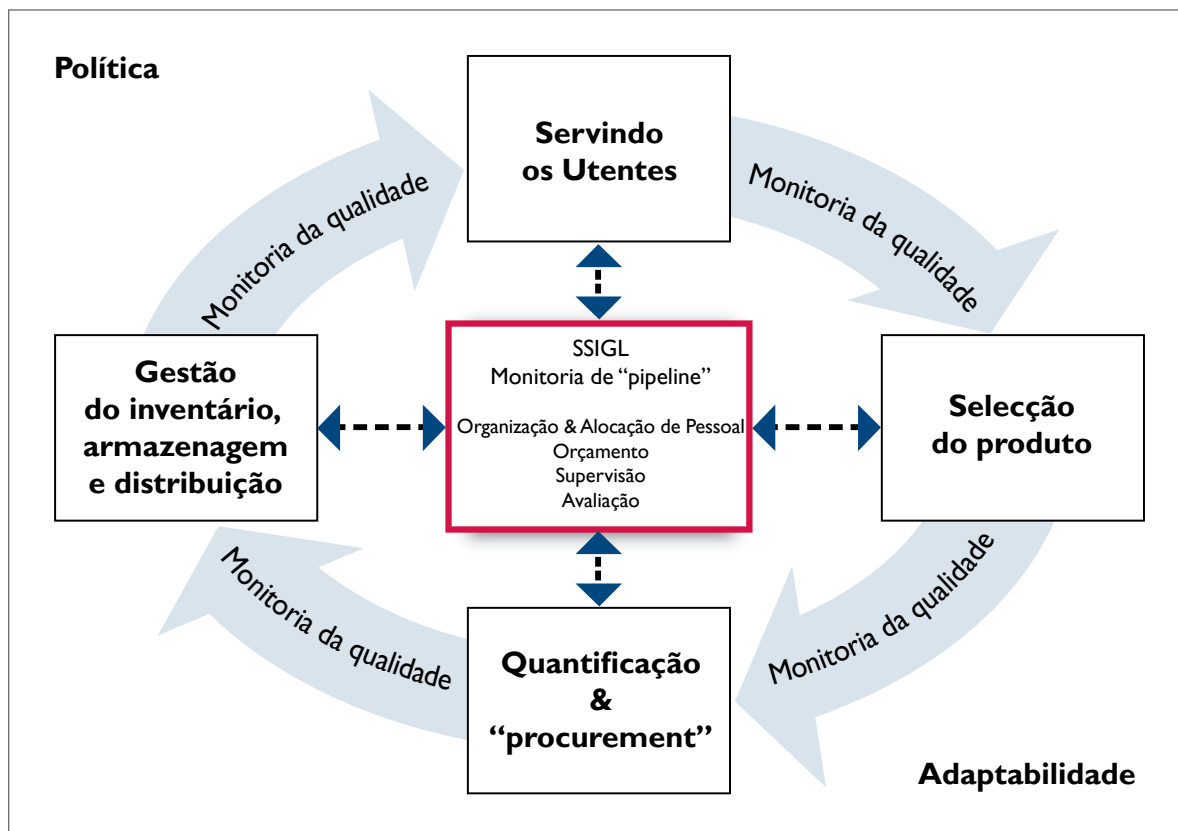 Política
Servindo
os Utentes
Monitoria da qualidade
Monitoria da qualidade
Gestão
do inventário,
armazenagem
e distribuição
SSIGL
Monitoria de “pipeline”
Organização & Alocação de Pessoal
Orçamento
Supervisão
Avaliação
Selecção
do produto
Monitoria da qualidade
Monitoria da qualidade
Quantificação
&
“procurement”
Adaptabilidade